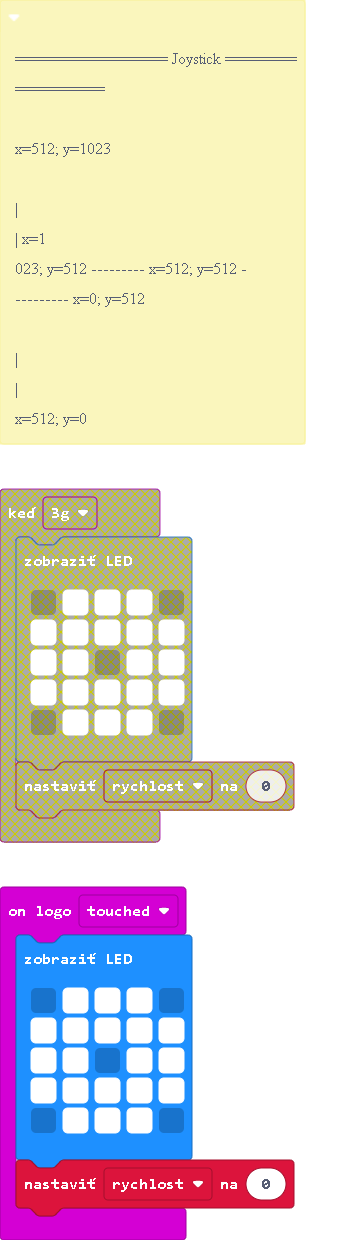 ================= Joystick ========
==========
x=512; y=1023
|
| x=1
023; y=512 --------- x=512; y=512 -
--------- x=0; y=512
|
|
x=512; y=0
keď 3g
zobraziť LED
nastaviť rychlost na 0
on logo touched
zobraziť LED
nastaviť rychlost na 0